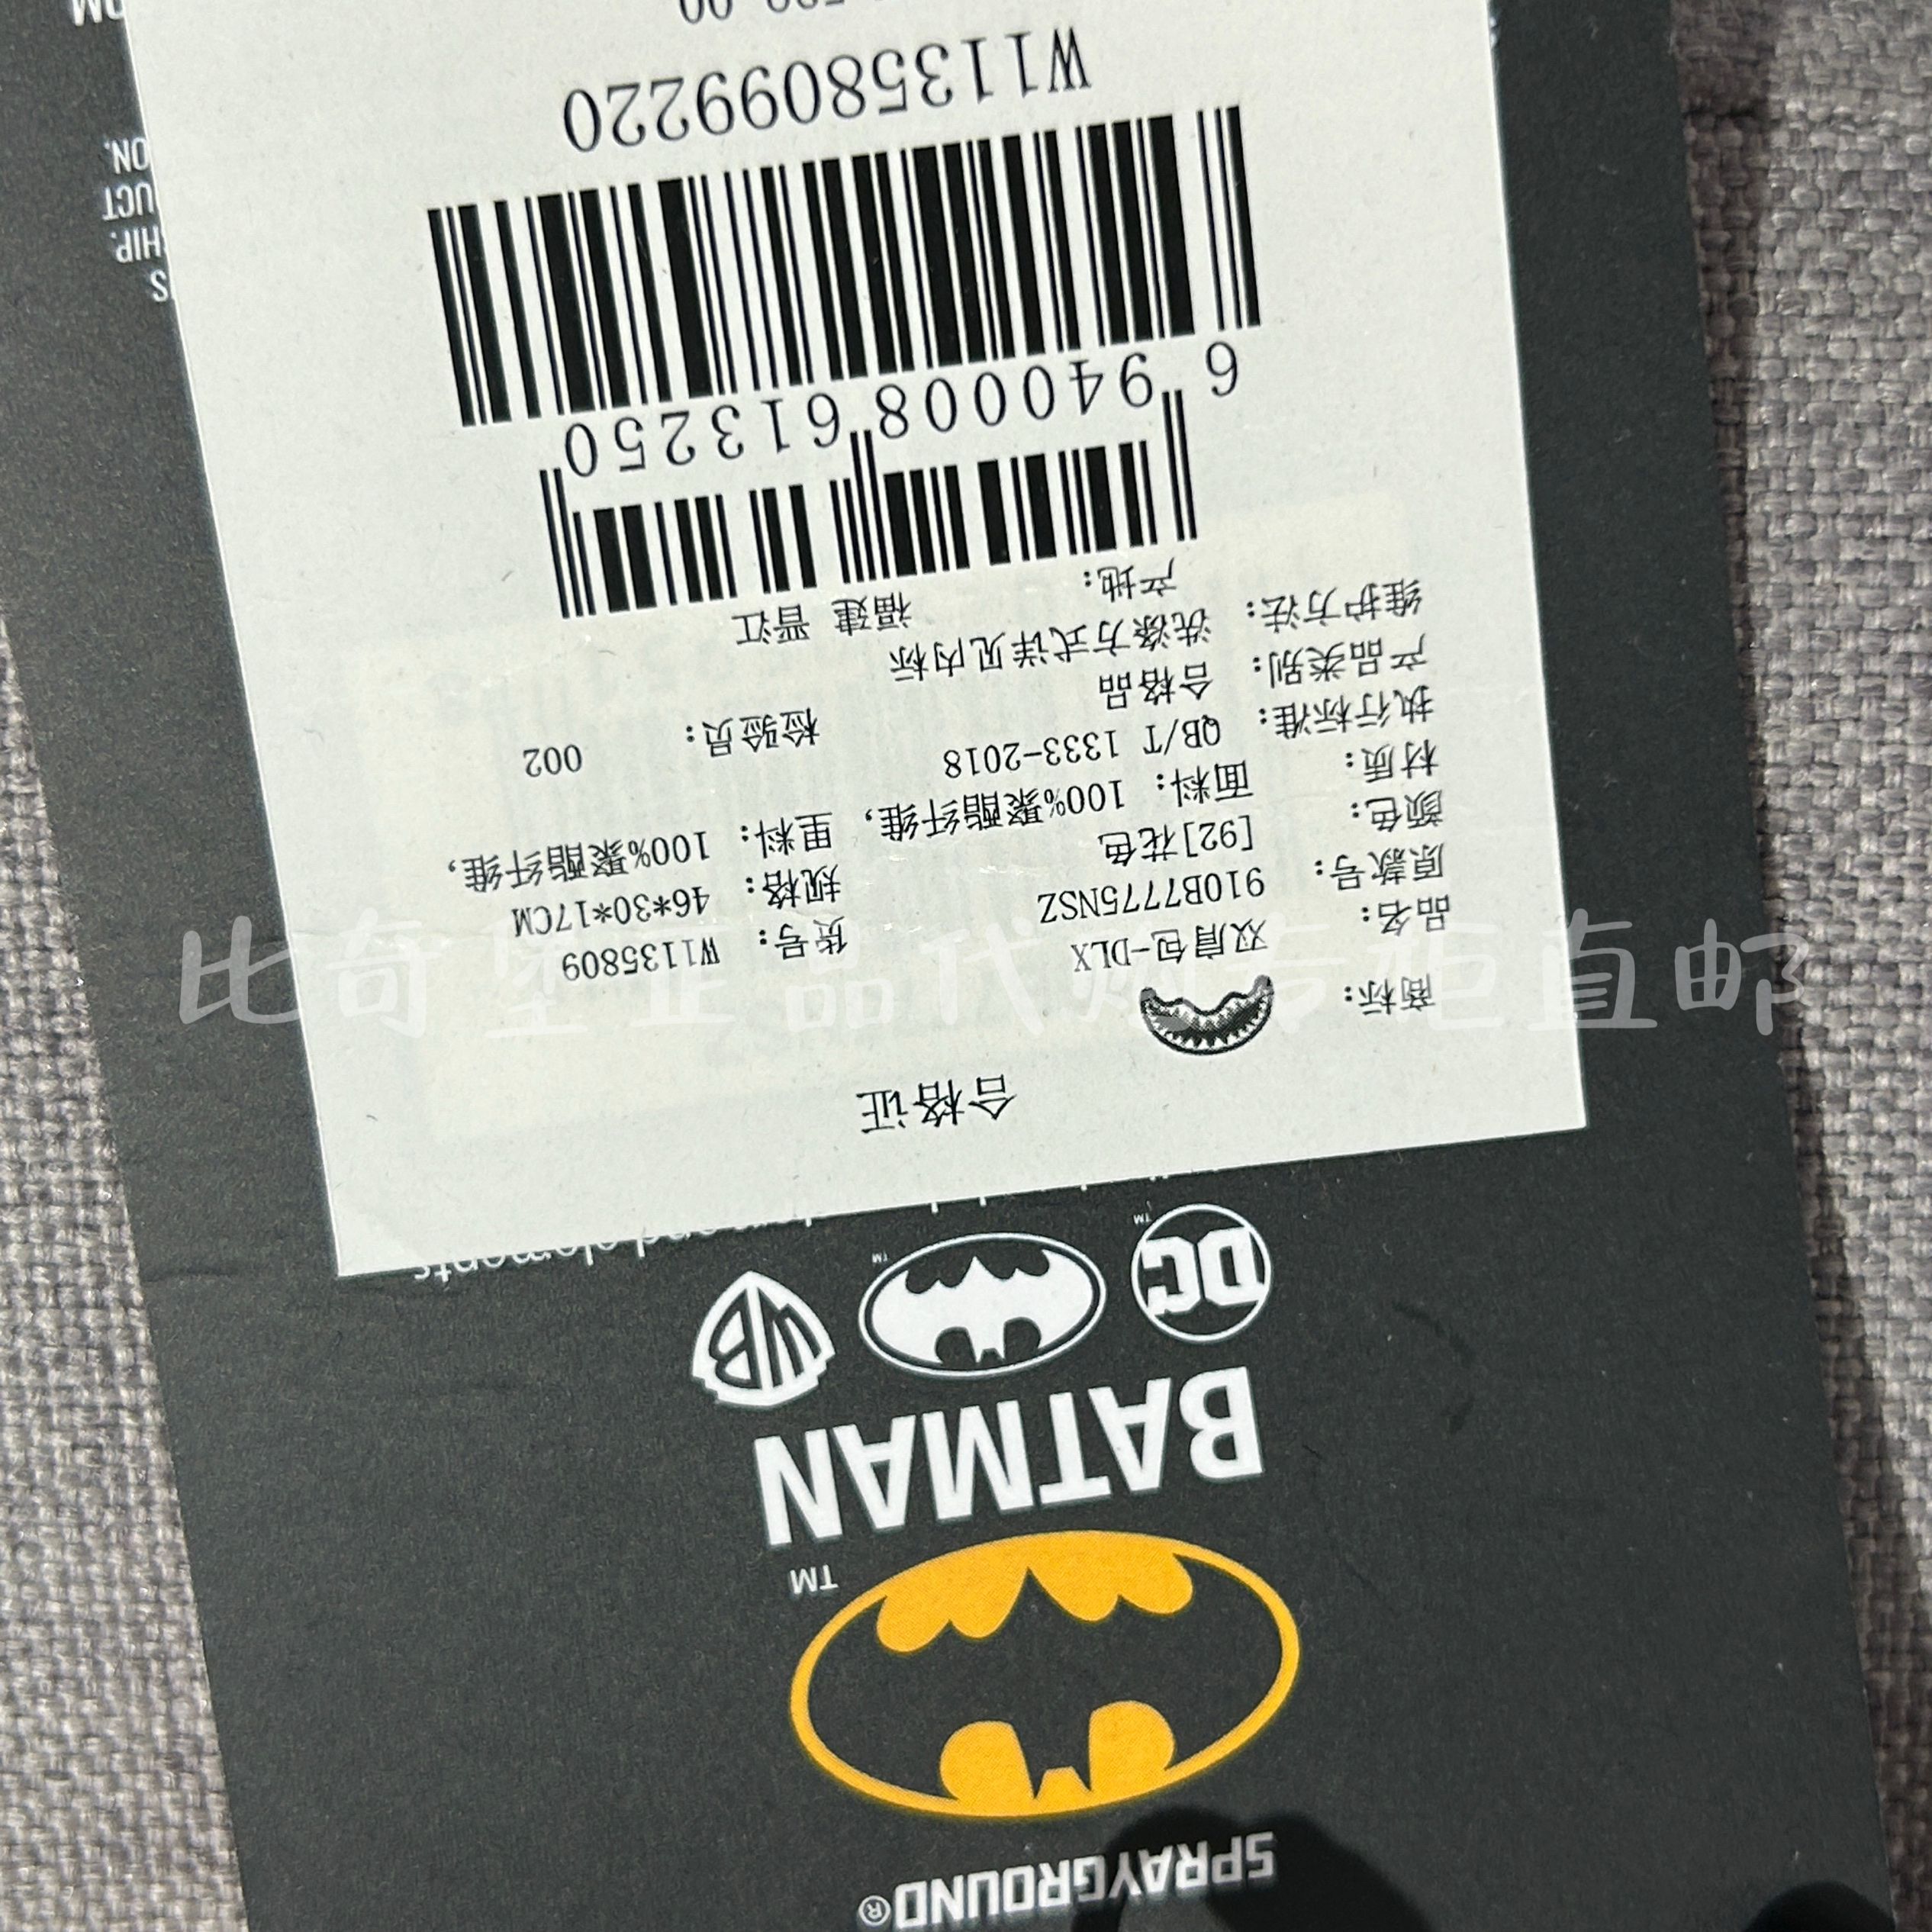 SPRAYGROUND®
TM
BATMAN
DC TM TM WB
合格证
商标:
品名: 双肩包-DLX 货号: W1135809
原款号: 910B7775NSZ 规格: 46*30*17CM
颜色: [92]花色
材质: 面料: 100%聚酯纤维, 里料: 100%聚酯纤维,
执行标准: QB/T 1333-2018 检验员: 002
产品类别: 合格品
维护方法: 洗涤方式详见内标
产地: 福建 晋江
6 940008 613250
W11358099220
比奇堡正品代购专柜直邮